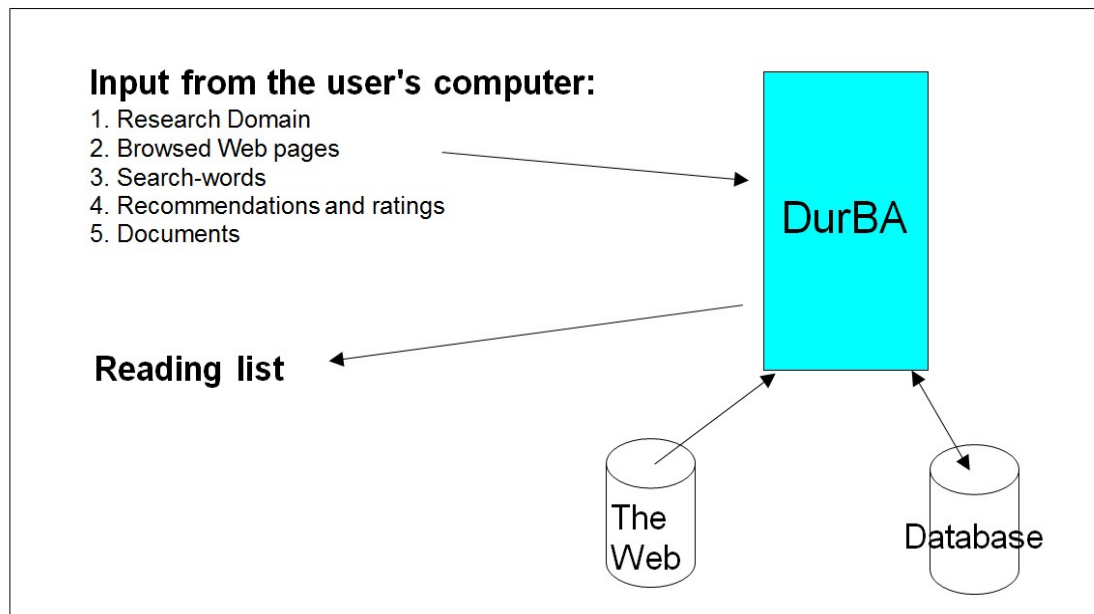 Input from the user's computer:
1. Research Domain
2. Browsed Web pages
3. Search-words
4. Recommendations and ratings
5. Documents
DurBA
Reading list
The
Web
Database